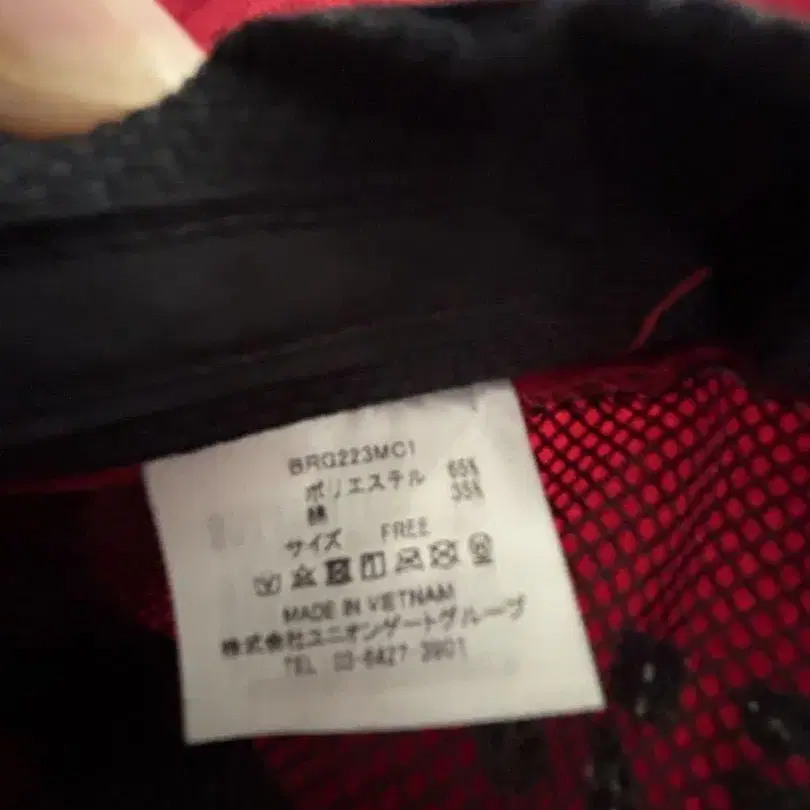 BRG223MC1
ポリエステル 65%
綿 35%
サイズ FREE
MADE IN VIETNAM
株式会社ユニオンゲートグループ
TEL 03-6427-3901